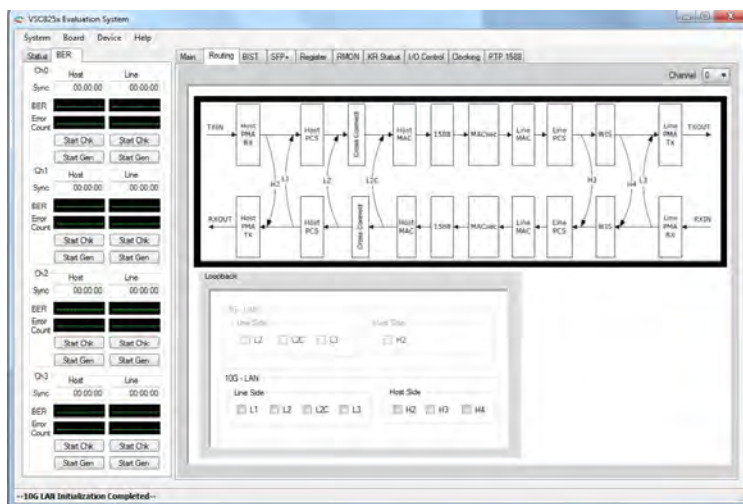 VSC825x Evaluation System
System Board Device Help
Status BER
Main Routing BIST SFP+ Register RMON KR Status I/O Control Clocking PTP 1588
Channel 0
Ch0 Host Line
Sync 00:00:00 00:00:00
BER
Error Count
Start Chk Start Chk
Start Gen Start Gen
Ch1 Host Line
Sync 00:00:00 00:00:00
BER
Error Count
Start Chk Start Chk
Start Gen Start Gen
Ch2 Host Line
Sync 00:00:00 00:00:00
BER
Error Count
Start Chk Start Chk
Start Gen Start Gen
Ch3 Host Line
Sync 00:00:00 00:00:00
BER
Error Count
Start Chk Start Chk
Start Gen Start Gen
TXIN Host PMA RX Host PCS Cross Connect Host MAC 1588 MACsec Line MAC Line PCS WIS Line PMA TX TXOUT
H2 L1 L2 L2C H3 H4 L3
RXOUT Host PMA TX Host PCS Cross Connect Host MAC 1588 MACsec Line MAC Line PCS WIS Line PMA RX RXIN
Loopback
1G - LAN
Line Side Host Side
L2 L2C L3 H2
10G - LAN
Line Side Host Side
L1 L2 L2C L3 H2 H3 H4
--10G LAN Initialization Completed--